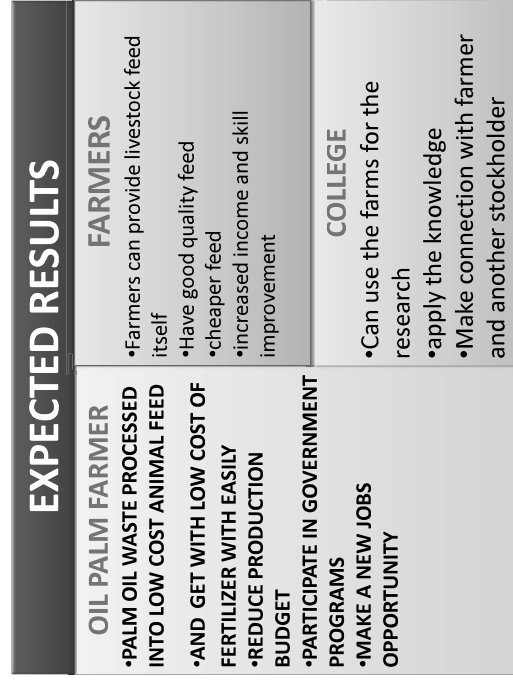 EXPECTED RESULTS
OIL PALM FARMER
•PALM OIL WASTE PROCESSED
INTO LOW COST ANIMAL FEED
•AND GET WITH LOW COST OF
FERTILIZER WITH EASILY
•REDUCE PRODUCTION
BUDGET
•PARTICIPATE IN GOVERNMENT
PROGRAMS
•MAKE A NEW JOBS
OPPORTUNITY
FARMERS
•Farmers can provide livestock feed
itself
•Have good quality feed
•cheaper feed
•increased income and skill
improvement
COLLEGE
•Can use the farms for the
research
•apply the knowledge
•Make connection with farmer
and another stockholder